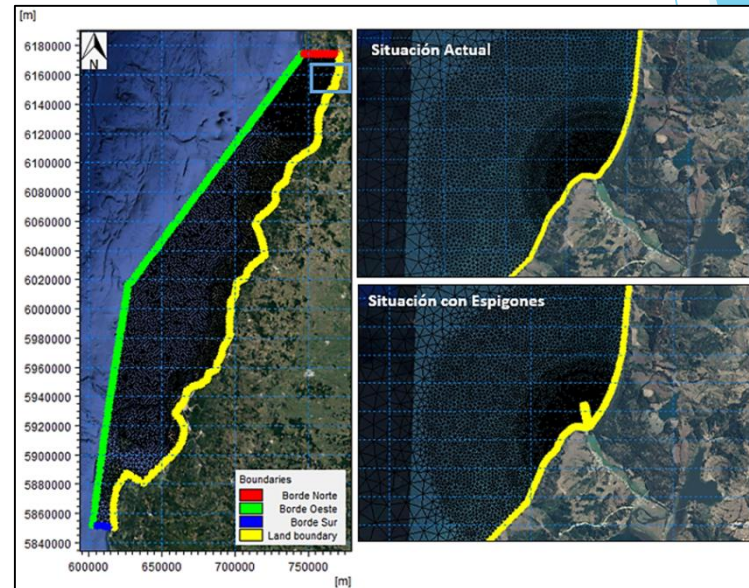 [m]
6180000
6160000
6140000
6120000
6100000
6080000
6060000
6040000
6020000
6000000
5980000
5960000
5940000
5920000
5900000
5880000
5860000
5840000
600000 650000 700000 750000
[m]
N
Boundaries
Borde Norte
Borde Oeste
Borde Sur
Land boundary
Situación Actual
Situación con Espigones